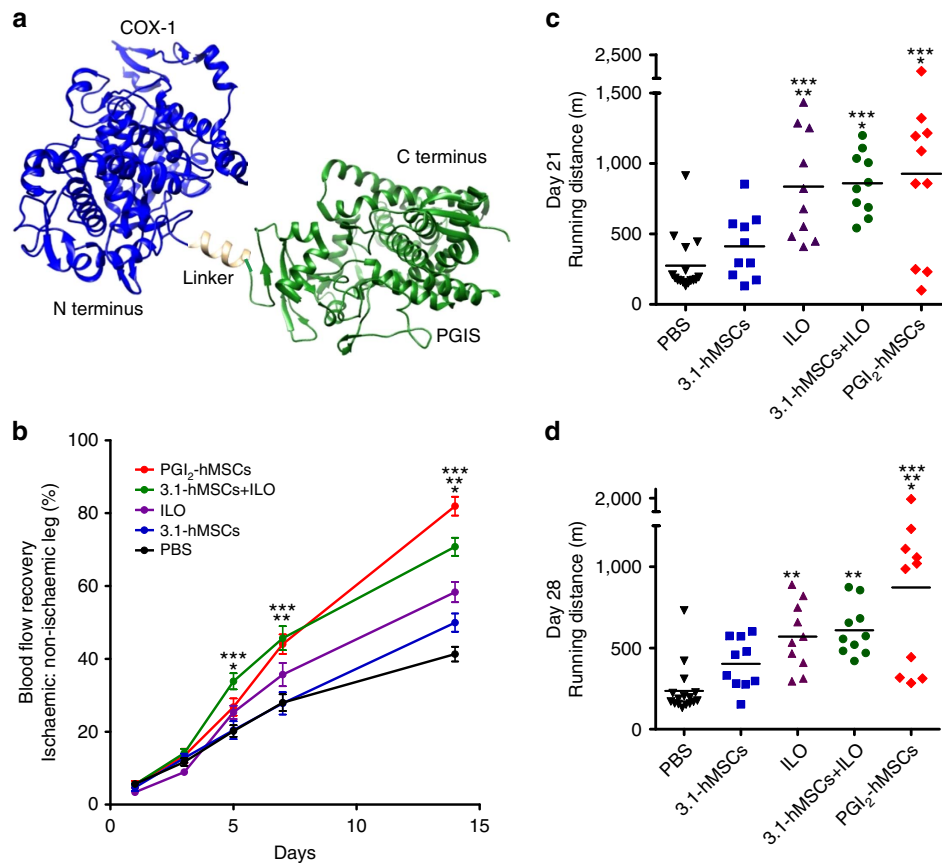 a
COX-1
C terminus
Linker
N terminus
PGIS
b
100
80
60
40
20
0
Blood flow recovery
Ischaemic: non-ischaemic leg (%)
PGI₂-hMSCs
3.1-hMSCs+ILO
ILO
3.1-hMSCs
PBS
***
*
***
**
***
**
*
0
5
10
15
Days
c
2,500
1,500
1,000
500
0
Day 21
Running distance (m)
***
**
***
*
***
*
PBS
3.1-hMSCs
ILO
3.1-hMSCs+ILO
PGI₂-hMSCs
d
2,000
1,000
500
0
Day 28
Running distance (m)
**
**
***
**
*
PBS
3.1-hMSCs
ILO
3.1-hMSCs+ILO
PGI₂-hMSCs